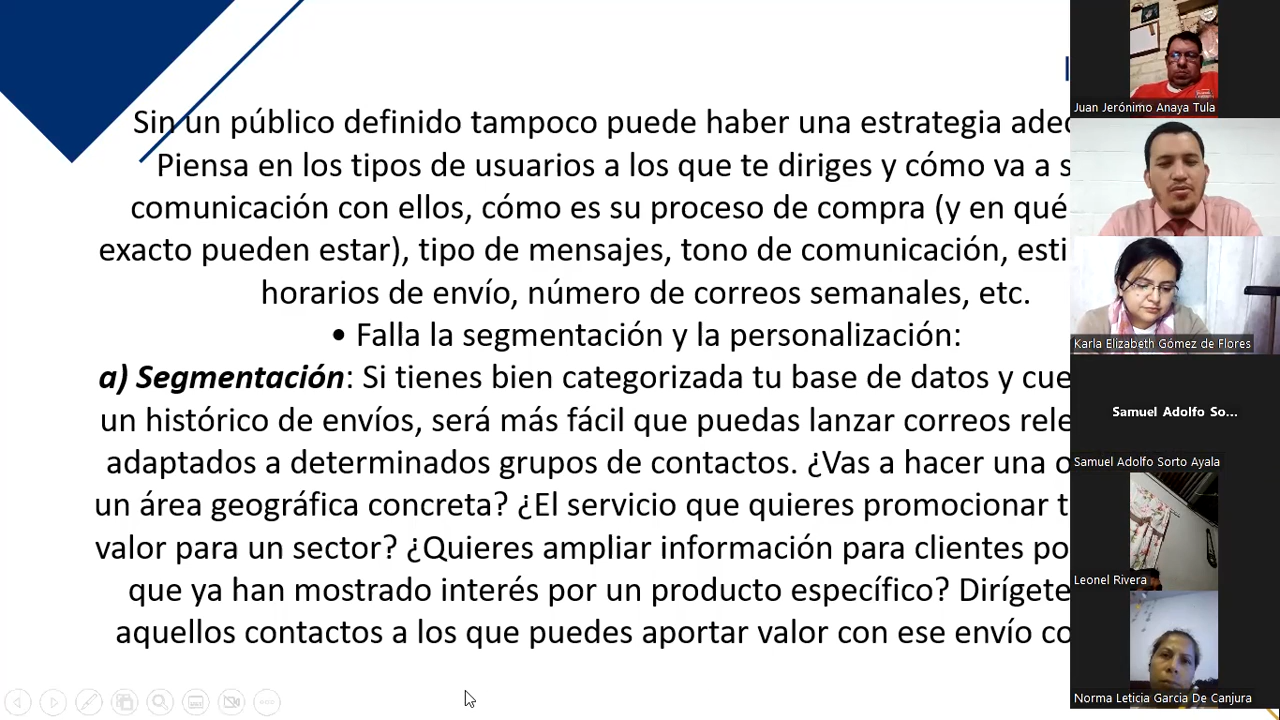 Sin un público definido tampoco puede haber una estrategia
Piensa en los tipos de usuarios a los que te diriges y cómo va a
comunicación con ellos, cómo es su proceso de compra (y en qué
exacto pueden estar), tipo de mensajes, tono de comunicación,
horarios de envío, número de correos semanales, etc.
• Falla la segmentación y la personalización:
a) Segmentación: Si tienes bien categorizada tu base de datos y
un histórico de envíos, será más fácil que puedas lanzar correos
adaptados a determinados grupos de contactos. ¿Vas a hacer una
un área geográfica concreta? ¿El servicio que quieres promocionar
valor para un sector? ¿Quieres ampliar información para clientes
que ya han mostrado interés por un producto específico? Dirígete
aquellos contactos a los que puedes aportar valor con ese envío
Juan Jerónimo Anaya Tula
Karla Elizabeth Gómez de Flores
Samuel Adolfo So...
Samuel Adolfo Sorto Ayala
Leonel Rivera
Norma Leticia Garcia De Canjura